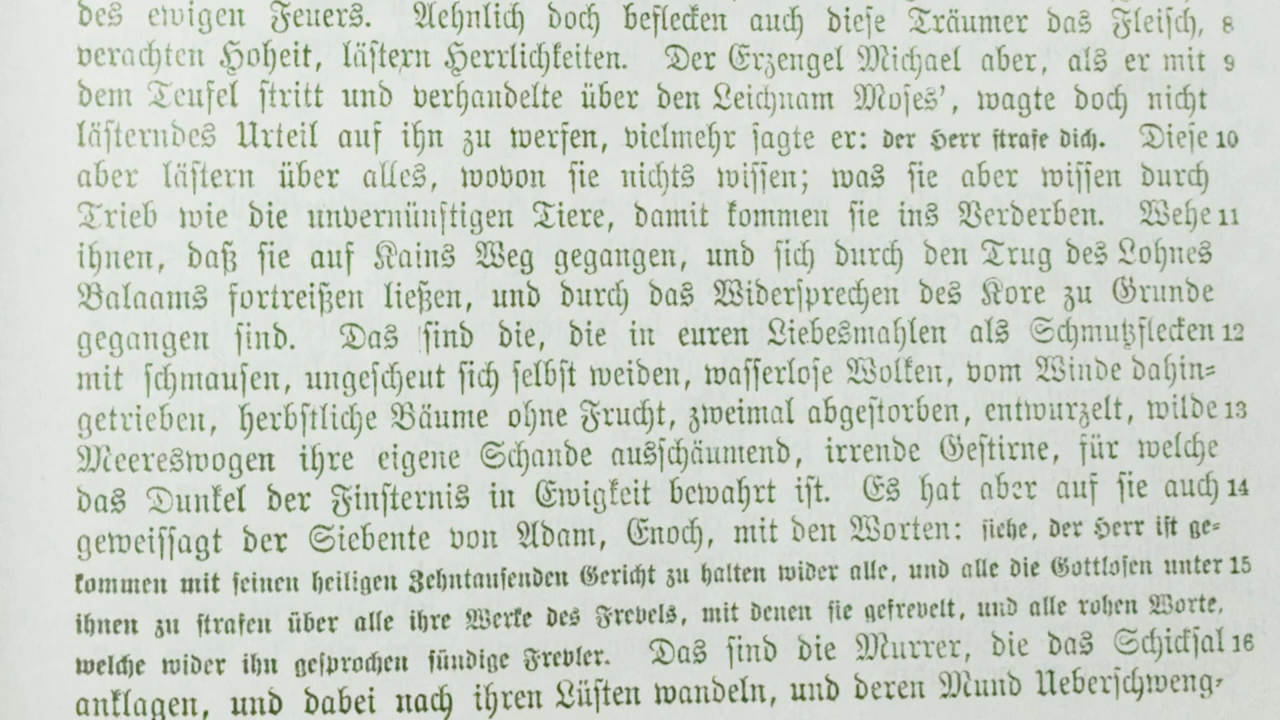 des ewigen Feuers. Aehnlich doch beflecken auch diese Träumer das Fleisch, 8
verachten Hoheit, lästern Herrlichkeiten. Der Erzengel Michael aber, als er mit 9
dem Teufel stritt und verhandelte über den Leichnam Moses', wagte doch nicht
lästerndes Urteil auf ihn zu werfen, vielmehr sagte er: der Herr strafe dich. Diese 10
aber lästern über alles, wovon sie nichts wissen; was sie aber wissen durch
Trieb wie die unvernünftigen Tiere, damit kommen sie ins Verderben. Wehe 11
ihnen, daß sie auf Kains Weg gegangen, und sich durch den Trug des Lohnes
Balaams fortreißen ließen, und durch das Widersprechen des Kore zu Grunde
gegangen sind. Das sind die, die in euren Liebesmahlen als Schmutzflecken 12
mit schmausen, ungescheut sich selbst weiden, wasserlose Wolken, vom Winde dahin-
getrieben, herbstliche Bäume ohne Frucht, zweimal abgestorben, entwurzelt, wilde 13
Meereswogen ihre eigene Schande ausschäumend, irrende Gestirne, für welche
das Dunkel der Finsternis in Ewigkeit bewahrt ist. Es hat aber auf sie auch 14
geweissagt der Siebente von Adam, Enoch, mit den Worten: siehe, der Herr ist ge-
kommen mit seinen heiligen Zehntausenden Gericht zu halten wider alle, und alle die Gottlosen unter 15
ihnen zu strafen über alle ihre Werke des Frevels, mit denen sie gefrevelt, und alle rohen Worte,
welche wider ihn gesprochen sündige Frevler. Das sind die Murrer, die das Schicksal 16
anklagen, und dabei nach ihren Lüsten wandeln, und deren Mund Ueberschweng-